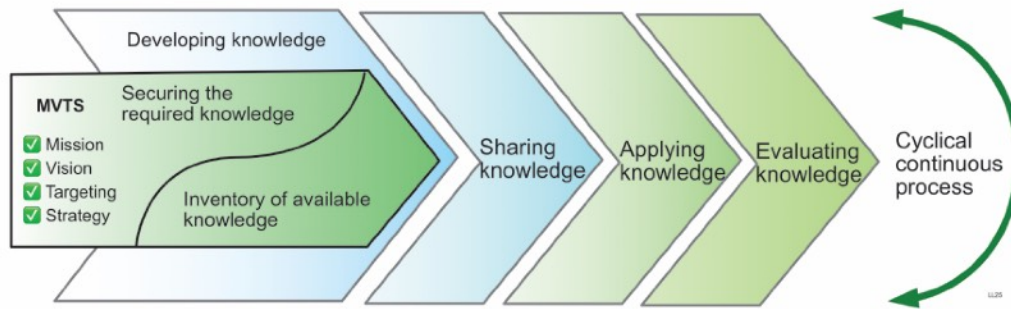 Developing knowledge
MVTS
Mission
Vision
Targeting
Strategy
Securing the
required knowledge
Inventory of available
knowledge
Sharing
knowledge
Applying
knowledge
Evaluating
knowledge
Cyclical
continuous
process
LL25